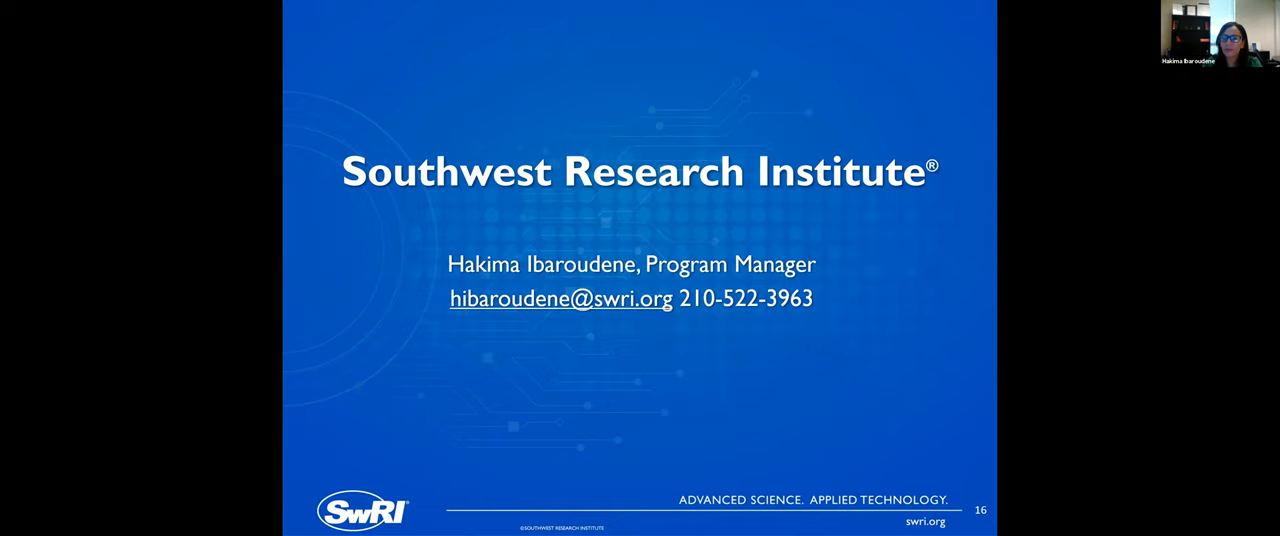 Hakima Ibaroudene
Southwest Research Institute®
Hakima Ibaroudene, Program Manager
hibaroudene@swri.org 210-522-3963
SwRI®
ADVANCED SCIENCE. APPLIED TECHNOLOGY.
16
©SOUTHWEST RESEARCH INSTITUTE
swri.org